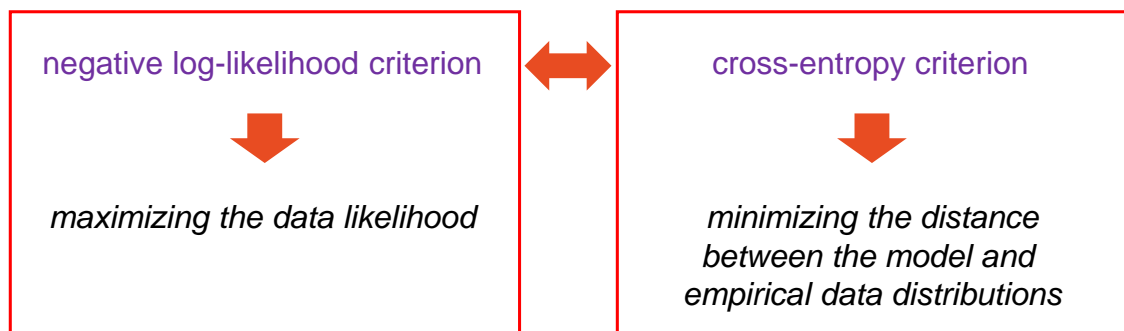 negative log-likelihood criterion
maximizing the data likelihood
cross-entropy criterion
minimizing the distance
between the model and
empirical data distributions